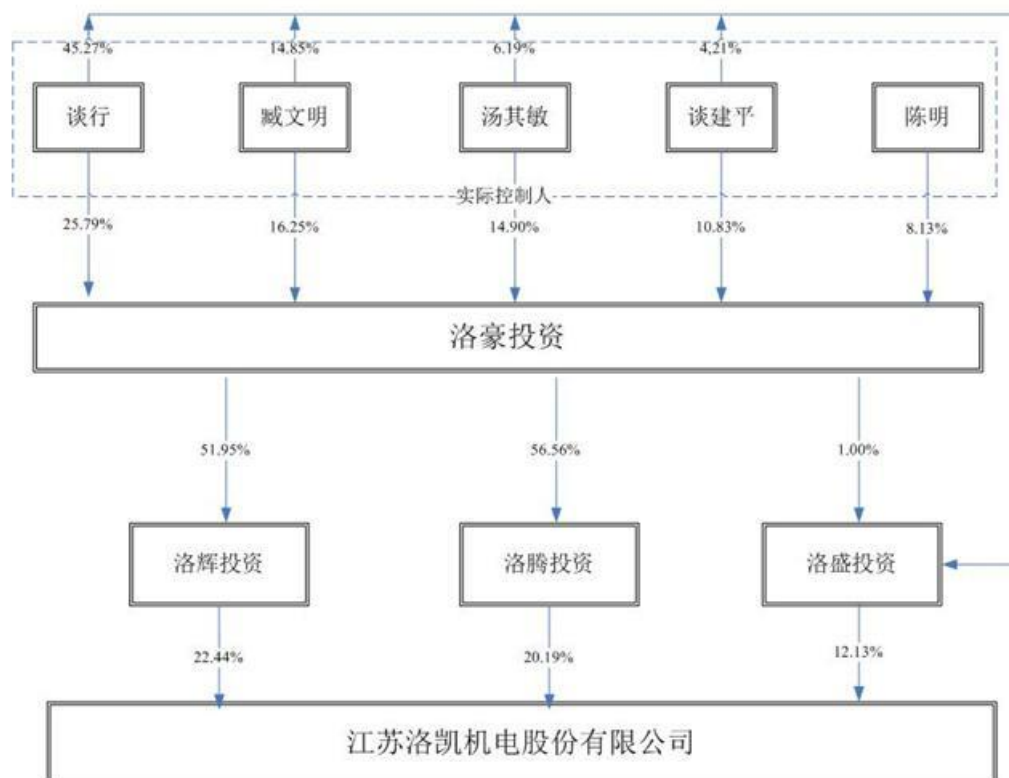 45.27% 14.85% 6.19% 4.21%
谈行 臧文明 汤其敏 谈建平 陈明
实际控制人
25.79% 16.25% 14.90% 10.83% 8.13%
洛豪投资
51.95% 56.56% 1.00%
洛辉投资 洛腾投资 洛盛投资
22.44% 20.19% 12.13%
江苏洛凯机电股份有限公司